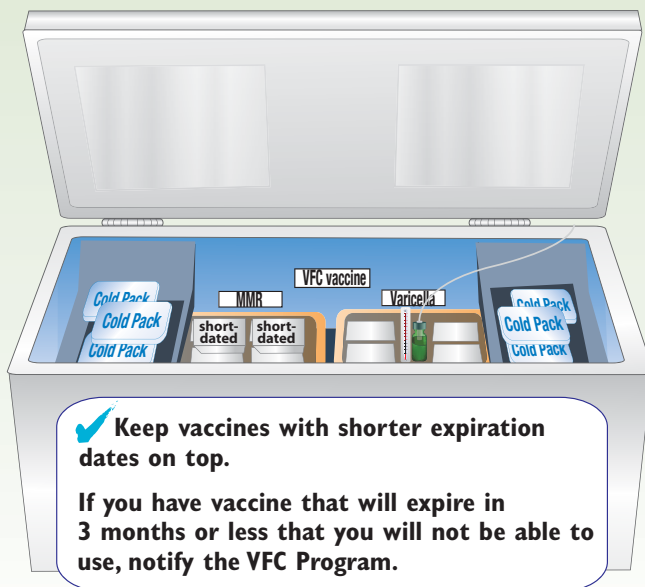 VFC vaccine
MMR
Varicella
Cold Pack
Cold Pack
Cold Pack
short-
dated
short-
dated
Cold Pack
Cold Pack
Cold Pack
Keep vaccines with shorter expiration
dates on top.
If you have vaccine that will expire in
3 months or less that you will not be able to
use, notify the VFC Program.